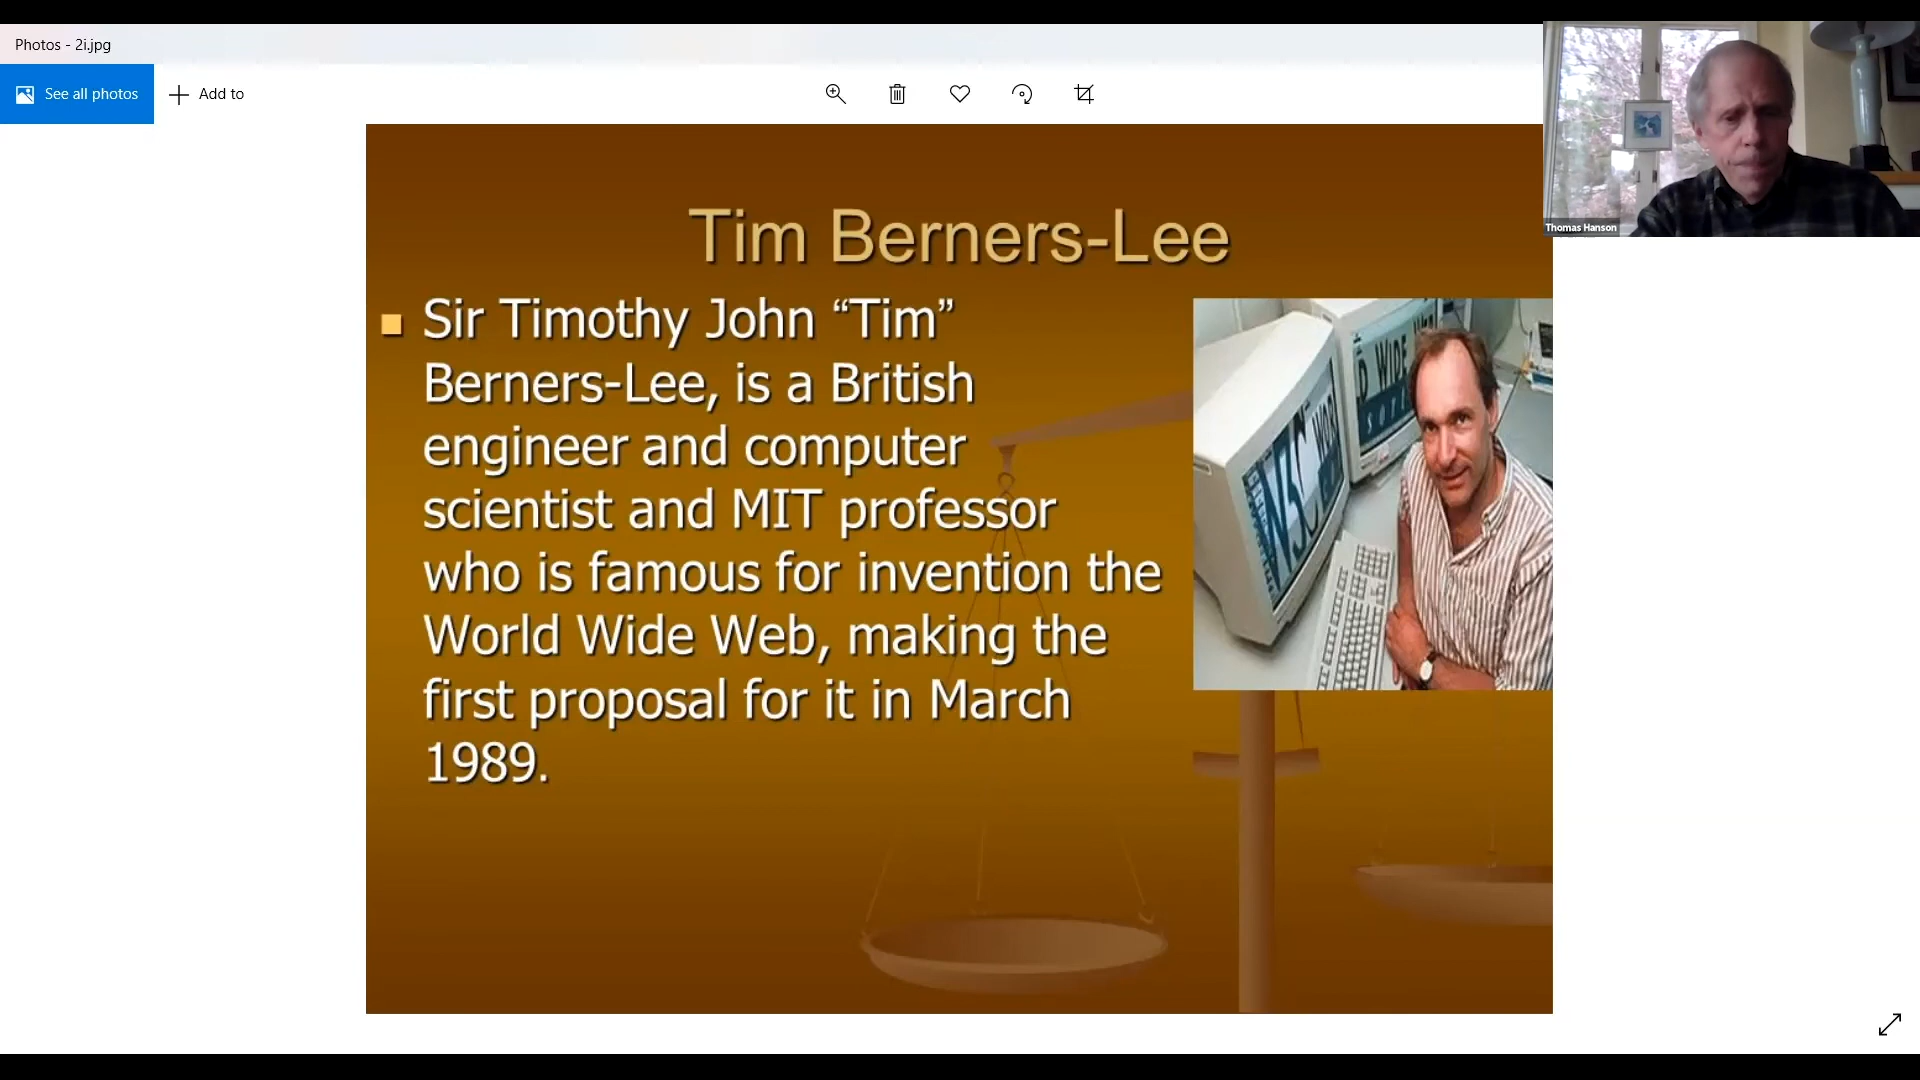 Photos - 2i.jpg
See all photos
Add to
Thomas Hanson
Tim Berners-Lee
Sir Timothy John “Tim”
Berners-Lee, is a British
engineer and computer
scientist and MIT professor
who is famous for invention the
World Wide Web, making the
first proposal for it in March
1989.
D WIDE